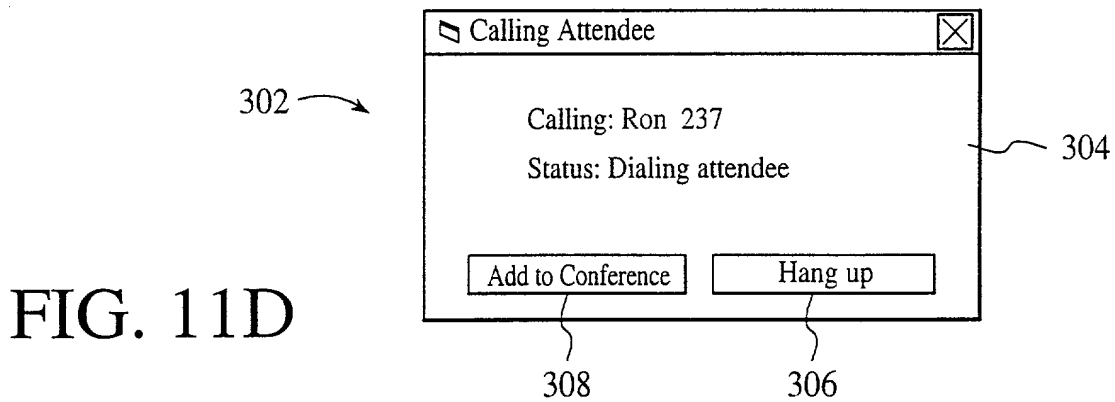 Calling Attendee
302
Calling: Ron 237
304
Status: Dialing attendee
Add to Conference
Hang up
FIG. 11D
308
306